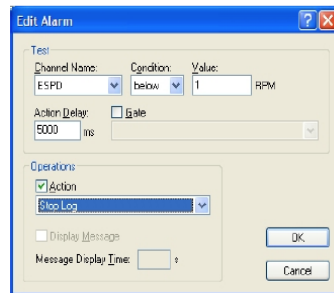 Edit Alarm
Test
Channel Name: Condition: Value:
ESPD below 1 RPM
Action Delay: Gate
5000 ms
Operations
Action
Stop Log
Display Message
Message Display Time: s
OK
Cancel